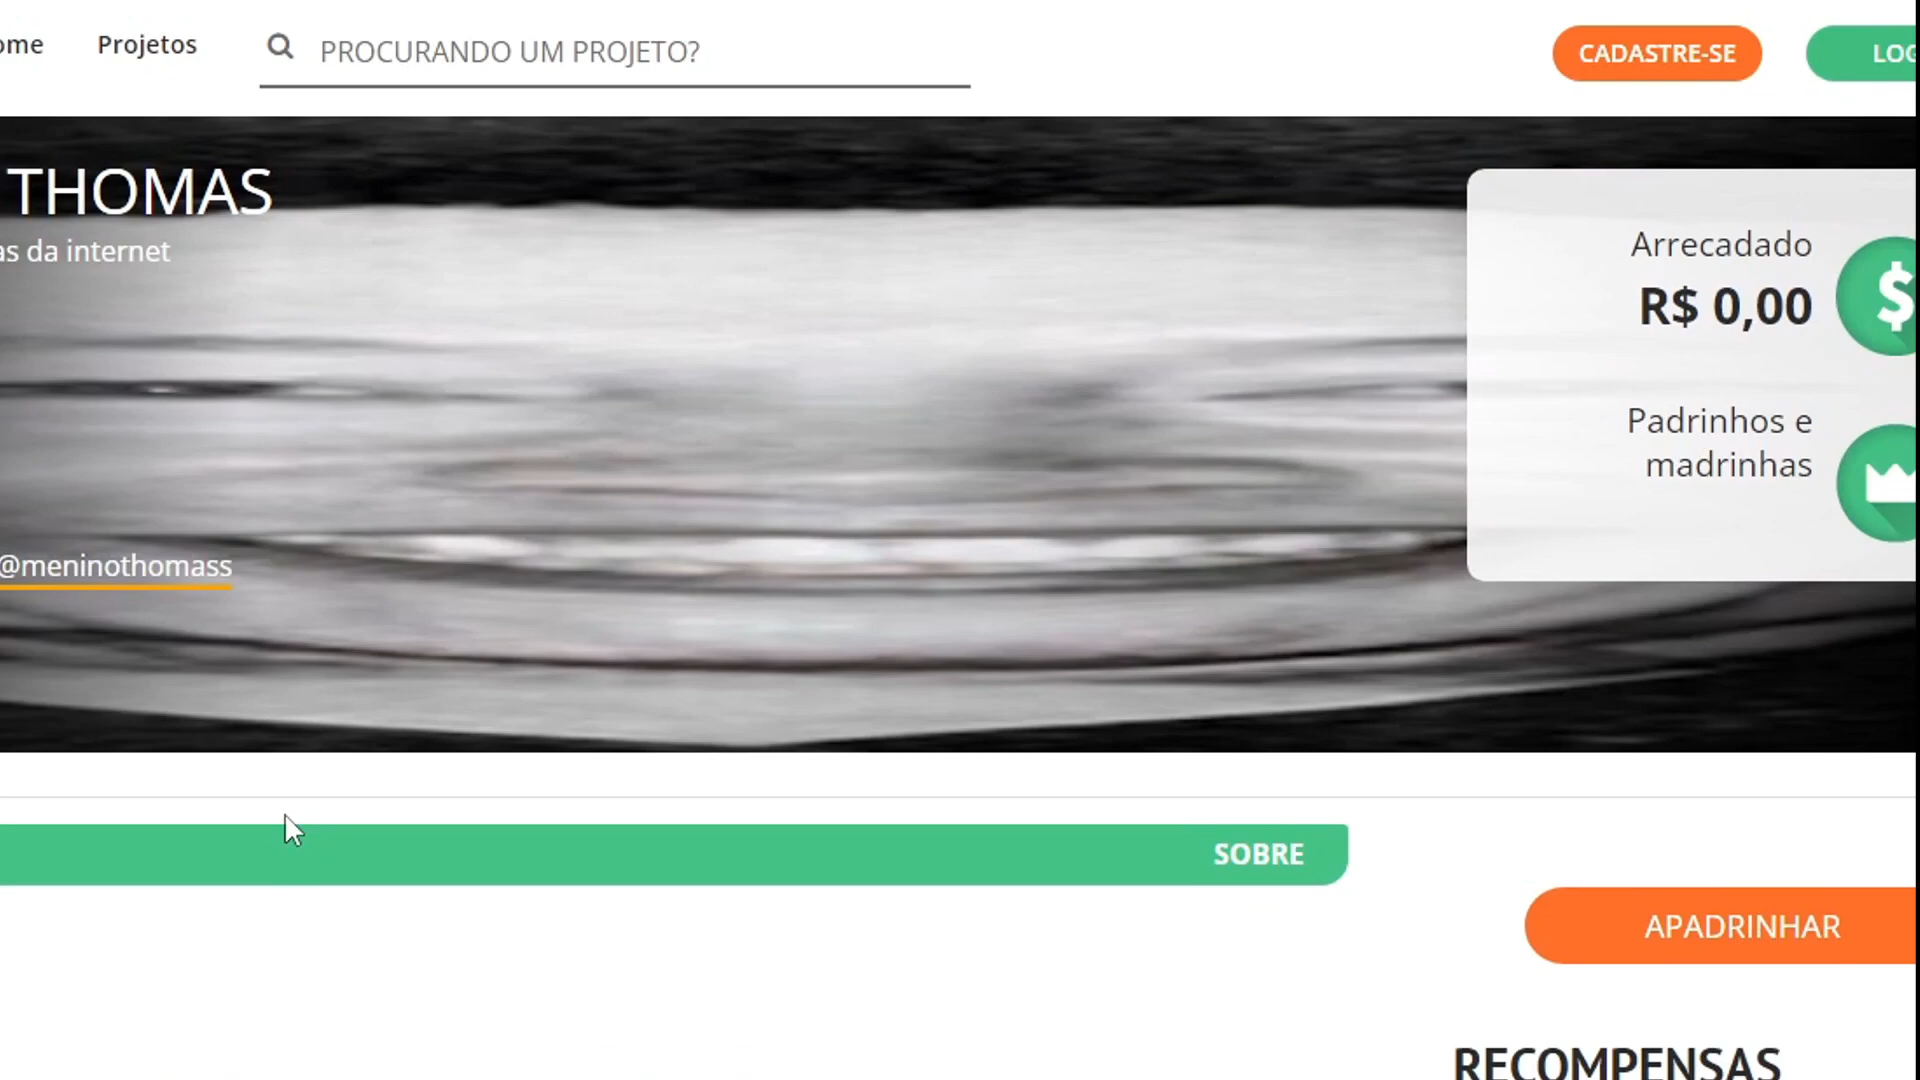 Projetos
PROCURANDO UM PROJETO?
CADASTRE-SE
THOMAS
da internet
Arrecadado
R$ 0,00
Padrinhos e
madrinhas
@meninothomass
SOBRE
APADRINHAR
RECOMPENSAS